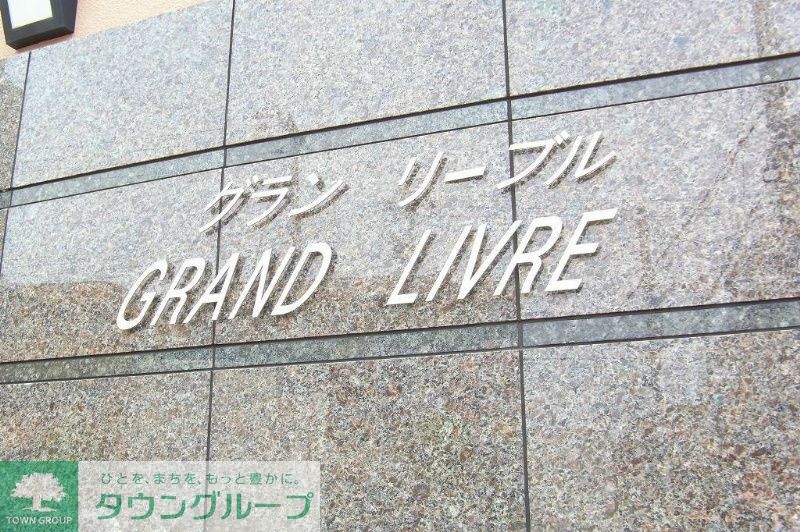 グラン リーブル
GRAND LIVRE
ひとを、まちを、もっと豊かに。
タウングループ
TOWN GROUP